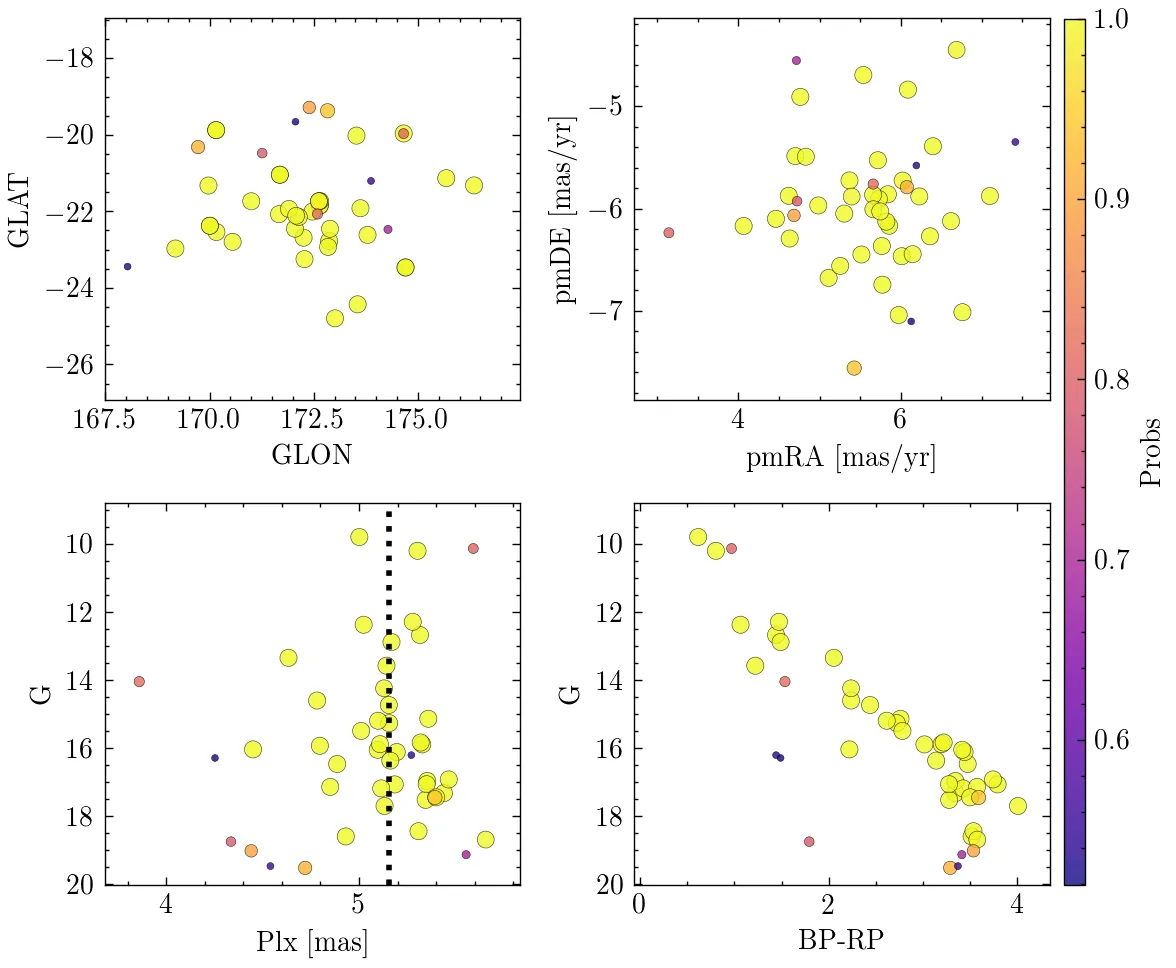 −18
−20
−22
−24
−26
GLAT
167.5 170.0 172.5 175.0
GLON
−5
−6
−7
pmDE [mas/yr]
4 6
pmRA [mas/yr]
10
12
14
16
18
20
G
4 5
Plx [mas]
10
12
14
16
18
20
G
0 2 4
BP-RP
1.0
0.9
0.8
0.7
0.6
Probs